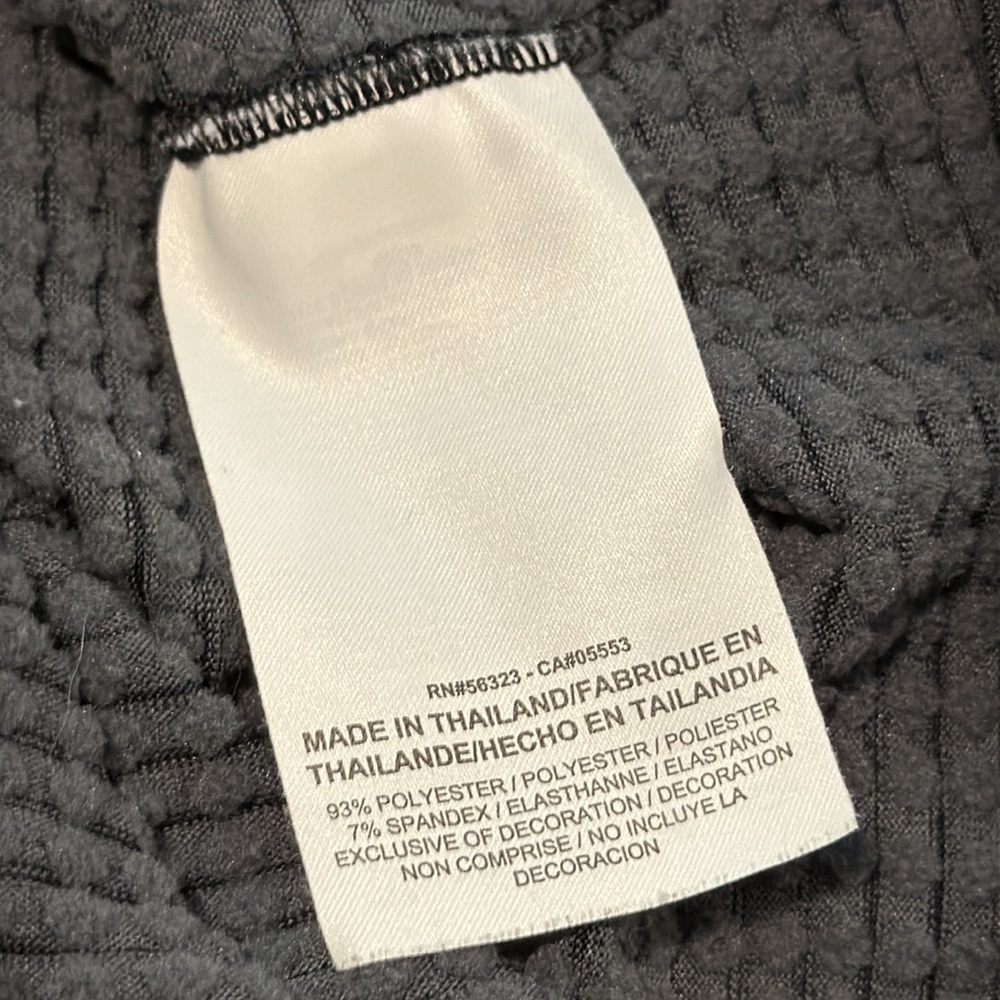 RN#56323 - CA#05553
MADE IN THAILAND/FABRIQUE EN
THAILANDE/HECHO EN TAILANDIA
93% POLYESTER / POLYESTER / POLIESTER
7% SPANDEX / ELASTHANNE / ELASTANO
EXCLUSIVE OF DECORATION / DECORATION
NON COMPRISE / NO INCLUYE LA
DECORACION